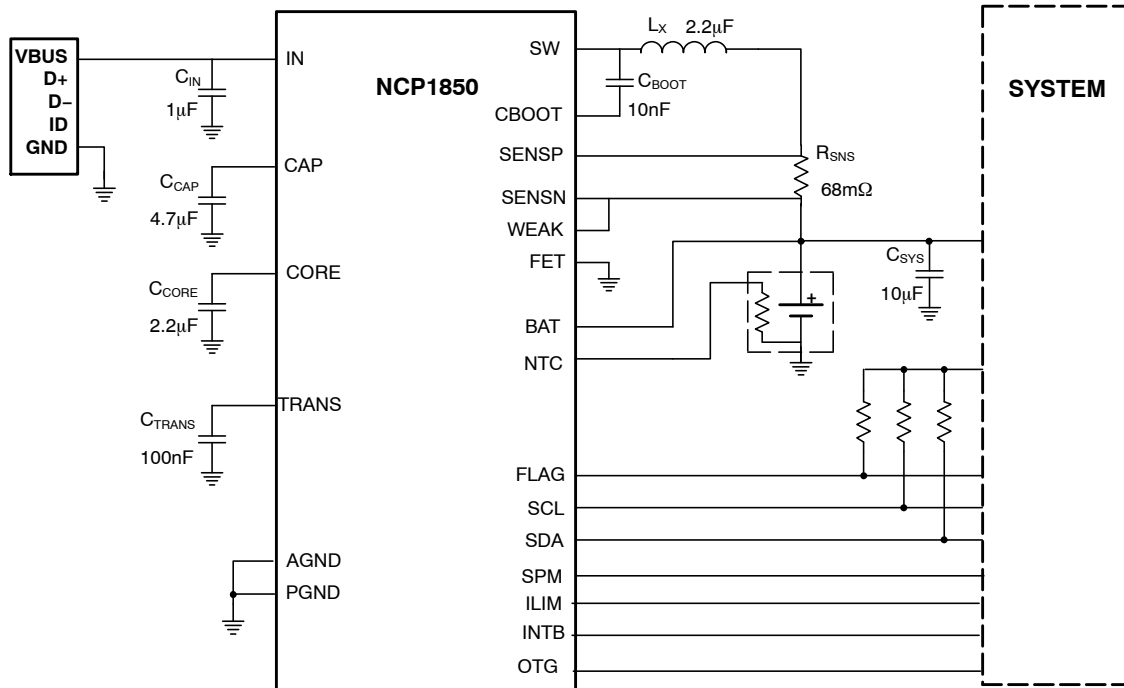 VBUS
D+
D−
ID
GND
C_IN
1μF
C_CAP
4.7μF
C_CORE
2.2μF
C_TRANS
100nF
IN
CAP
CORE
TRANS
AGND
PGND
NCP1850
SW
CBOOT
SENSP
SENSN
WEAK
FET
BAT
NTC
FLAG
SCL
SDA
SPM
ILIM
INTB
OTG
L_X 2.2μF
C_BOOT
10nF
R_SNS
68mΩ
+
C_SYS
10μF
SYSTEM